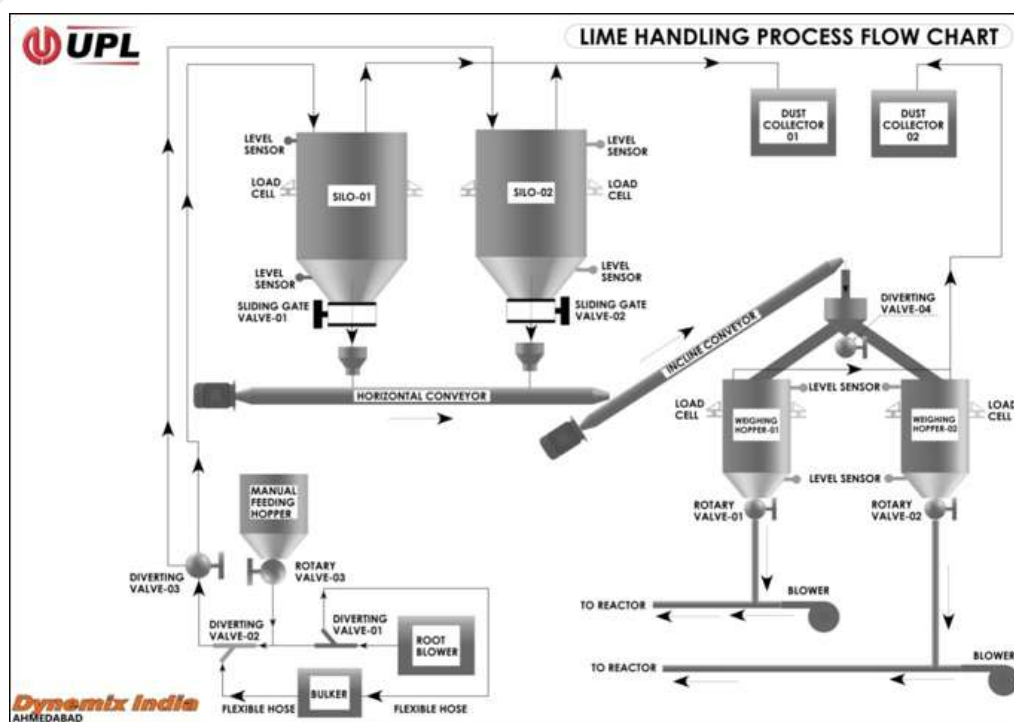 UPL
LIME HANDLING PROCESS FLOW CHART
DUST
COLLECTOR
01
DUST
COLLECTOR
02
LEVEL
SENSOR
LEVEL
SENSOR
LOAD
CELL
SILO-01
SILO-02
LOAD
CELL
LEVEL
SENSOR
LEVEL
SENSOR
SLIDING GATE
VALVE-01
SLIDING GATE
VALVE-02
DIVERTING
VALVE-04
INCLINE CONVEYOR
HORIZONTAL CONVEYOR
LEVEL SENSOR
LOAD
CELL
WEIGHING
HOPPER-01
WEIGHING
HOPPER-02
LOAD
CELL
LEVEL SENSOR
ROTARY
VALVE-01
ROTARY
VALVE-02
MANUAL
FEEDING
HOPPER
DIVERTING
VALVE-03
ROTARY
VALVE-03
BLOWER
TO REACTOR
DIVERTING
VALVE-02
DIVERTING
VALVE-01
ROOT
BLOWER
BLOWER
TO REACTOR
BULKER
FLEXIBLE HOSE
FLEXIBLE HOSE
Dynemix India
AHMEDABAD